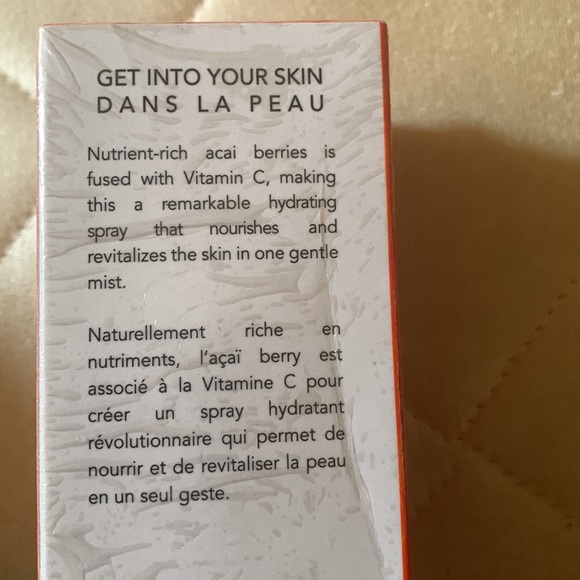 GET INTO YOUR SKIN
DANS LA PEAU
Nutrient-rich acai berries is
fused with Vitamin C, making
this a remarkable hydrating
spray that nourishes and
revitalizes the skin in one gentle
mist.
Naturellement riche en
nutriments, l'açaï berry est
associé à la Vitamine C pour
créer un spray hydratant
révolutionnaire qui permet de
nourrir et de revitaliser la peau
en un seul geste.